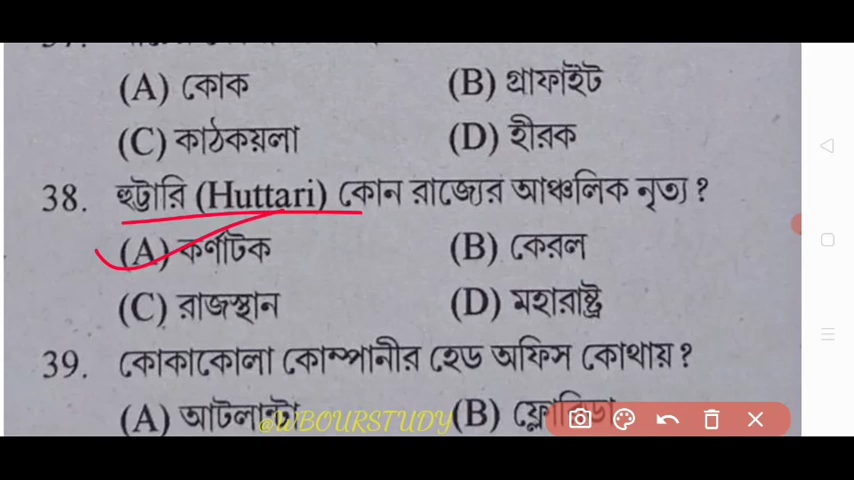 (A) কোক (B) গ্রাফাইট
(C) কাঠকয়লা (D) হীরক
38. হুট্টারি (Huttari) কোন রাজ্যের আঞ্চলিক নৃত্য ?
(A) কর্ণাটক (B) কেরল
(C) রাজস্থান (D) মহারাষ্ট্র
39. কোকাকোলা কোম্পানীর হেড অফিস কোথায় ?
(A) আটলান্টা (B) ফ্লোরিডা
@WBOURSTUDY